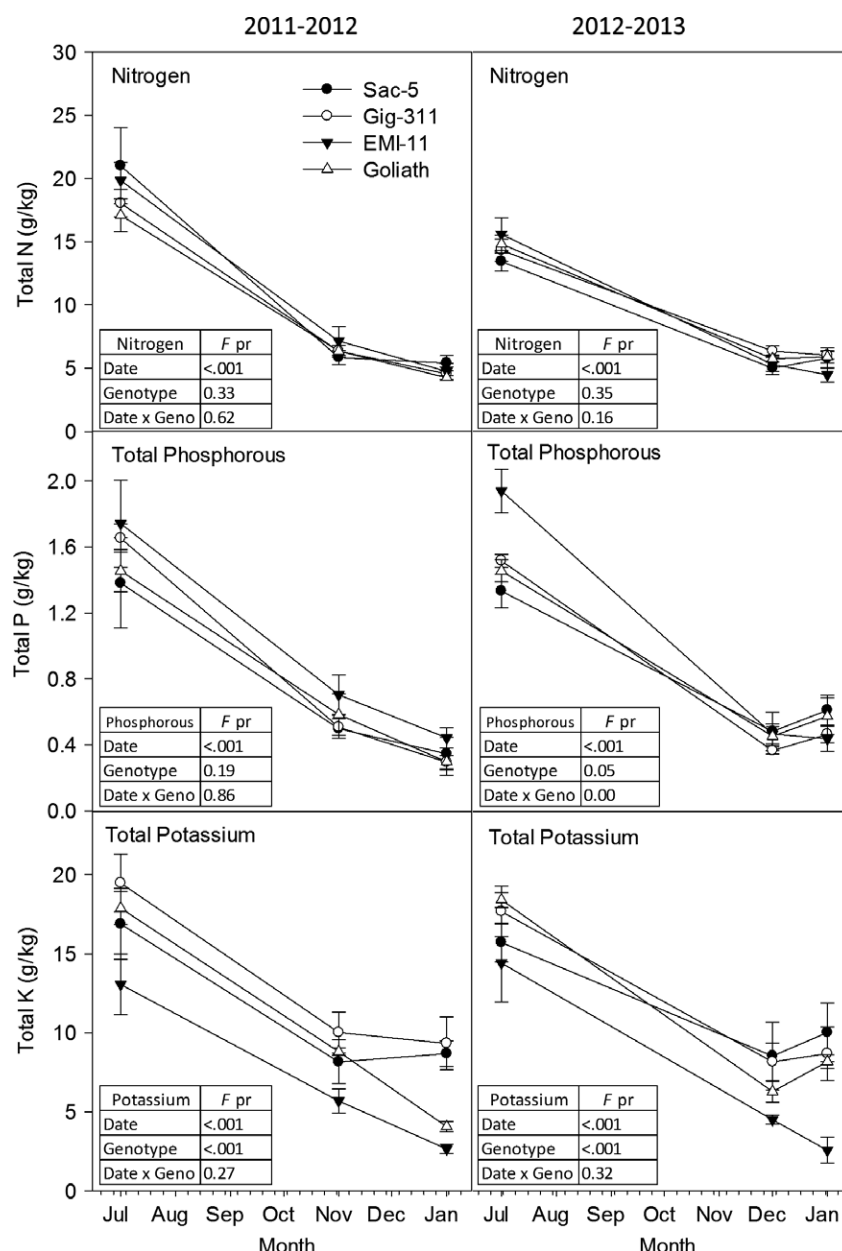 2011-2012 2012-2013
30
25
20
15
10
5
0
Total N (g/kg)
Nitrogen
Sac-5
Gig-311
EMI-11
Goliath
Nitrogen F pr
Date <.001
Genotype 0.33
Date x Geno 0.62
Nitrogen
Nitrogen F pr
Date <.001
Genotype 0.35
Date x Geno 0.16
2.0
1.6
1.2
0.8
0.4
0.0
Total P (g/kg)
Total Phosphorous
Phosphorous F pr
Date <.001
Genotype 0.19
Date x Geno 0.86
Total Phosphorous
Phosphorous F pr
Date <.001
Genotype 0.05
Date x Geno 0.00
20
15
10
5
0
Total K (g/kg)
Total Potassium
Potassium F pr
Date <.001
Genotype <.001
Date x Geno 0.27
Total Potassium
Potassium F pr
Date <.001
Genotype <.001
Date x Geno 0.32
Jul Aug Sep Oct Nov Dec Jan
Month
Jul Aug Sep Oct Nov Dec Jan
Month